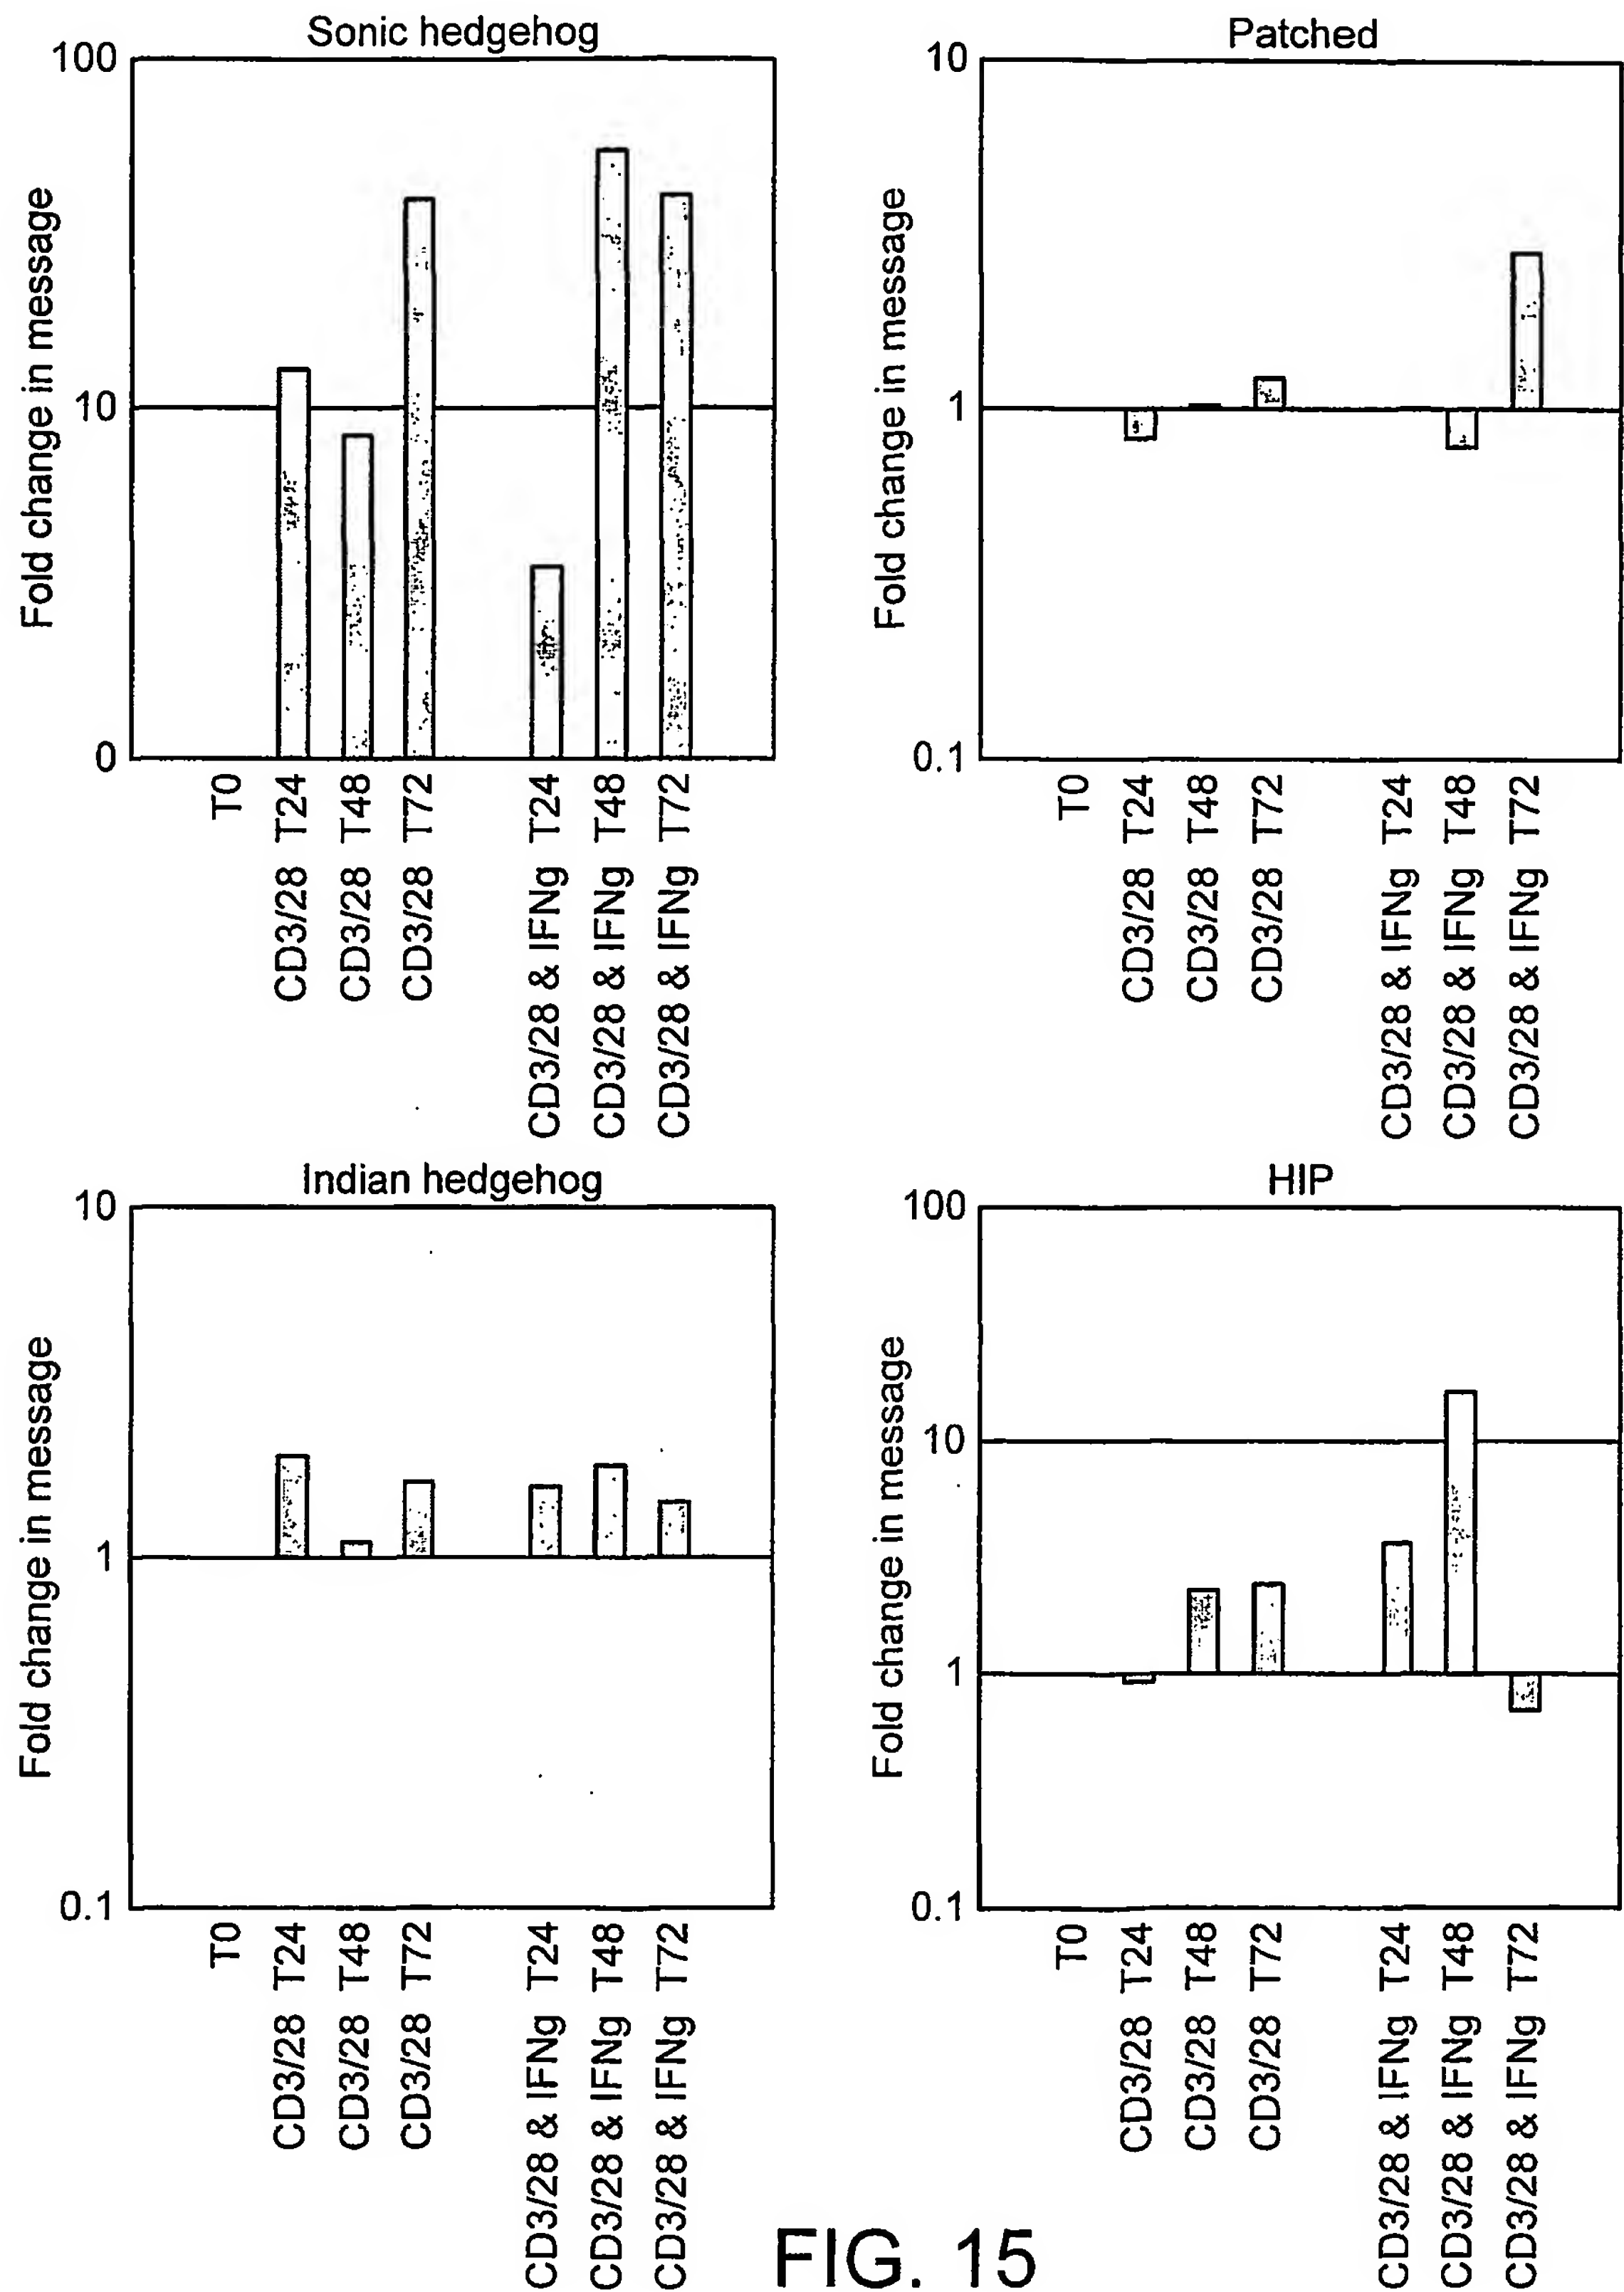 Sonic hedgehog
Fold change in message
100
10
0
T0
CD3/28 T24
CD3/28 T48
CD3/28 T72
CD3/28 & IFNg T24
CD3/28 & IFNg T48
CD3/28 & IFNg T72
Patched
Fold change in message
10
1
0.1
T0
CD3/28 T24
CD3/28 T48
CD3/28 T72
CD3/28 & IFNg T24
CD3/28 & IFNg T48
CD3/28 & IFNg T72
Indian hedgehog
Fold change in message
10
1
0.1
T0
CD3/28 T24
CD3/28 T48
CD3/28 T72
CD3/28 & IFNg T24
CD3/28 & IFNg T48
CD3/28 & IFNg T72
HIP
Fold change in message
100
10
1
0.1
T0
CD3/28 T24
CD3/28 T48
CD3/28 T72
CD3/28 & IFNg T24
CD3/28 & IFNg T48
CD3/28 & IFNg T72
FIG. 15